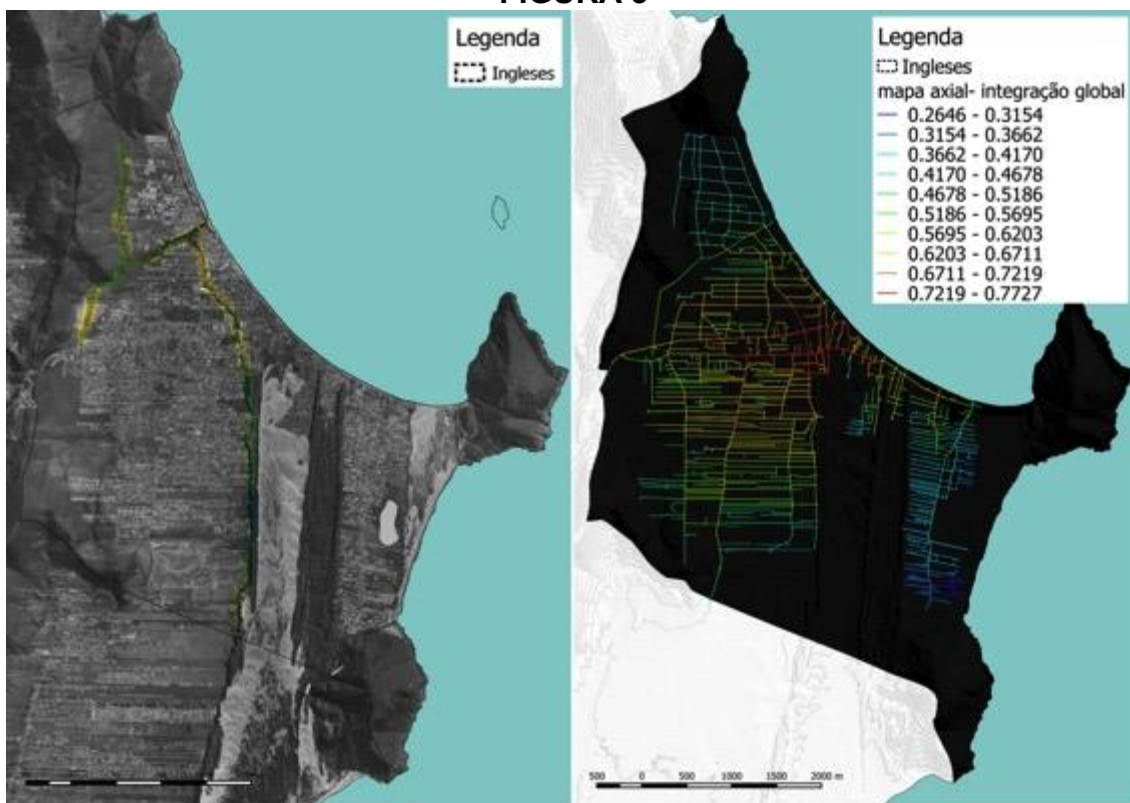 Legenda
Ingleses
Legenda
Ingleses
mapa axial- integração global
0.2646 - 0.3154
0.3154 - 0.3662
0.3662 - 0.4170
0.4170 - 0.4678
0.4678 - 0.5186
0.5186 - 0.5695
0.5695 - 0.6203
0.6203 - 0.6711
0.6711 - 0.7219
0.7219 - 0.7727
500 0 500 1000 1500 2000 m